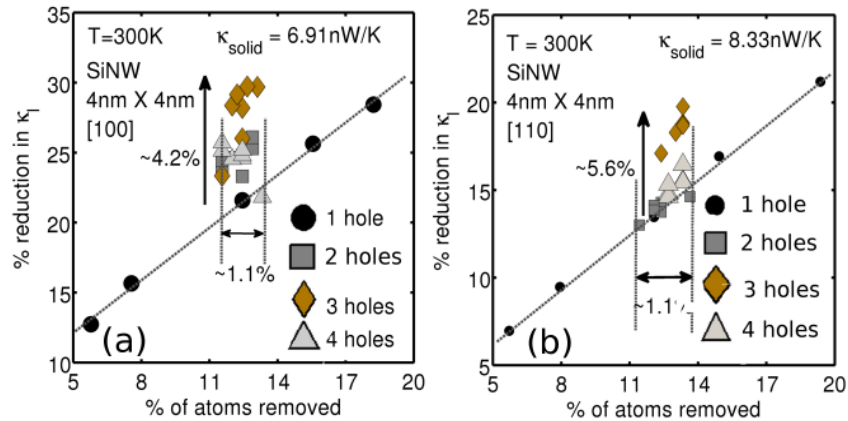 (a)
T=300K
κsolid = 6.91nW/K
SiNW
4nm X 4nm
[100]
~4.2%
~1.1%
1 hole
2 holes
3 holes
4 holes
% reduction in κl
35
30
25
20
15
10
5
8
11
14
17
20
% of atoms removed
(b)
T = 300K
κsolid = 8.33nW/K
SiNW
4nm X 4nm
[110]
~5.6%
~1.1%
1 hole
2 holes
3 holes
4 holes
% reduction in κl
25
20
15
10
5
5
8
11
14
17
20
% of atoms removed